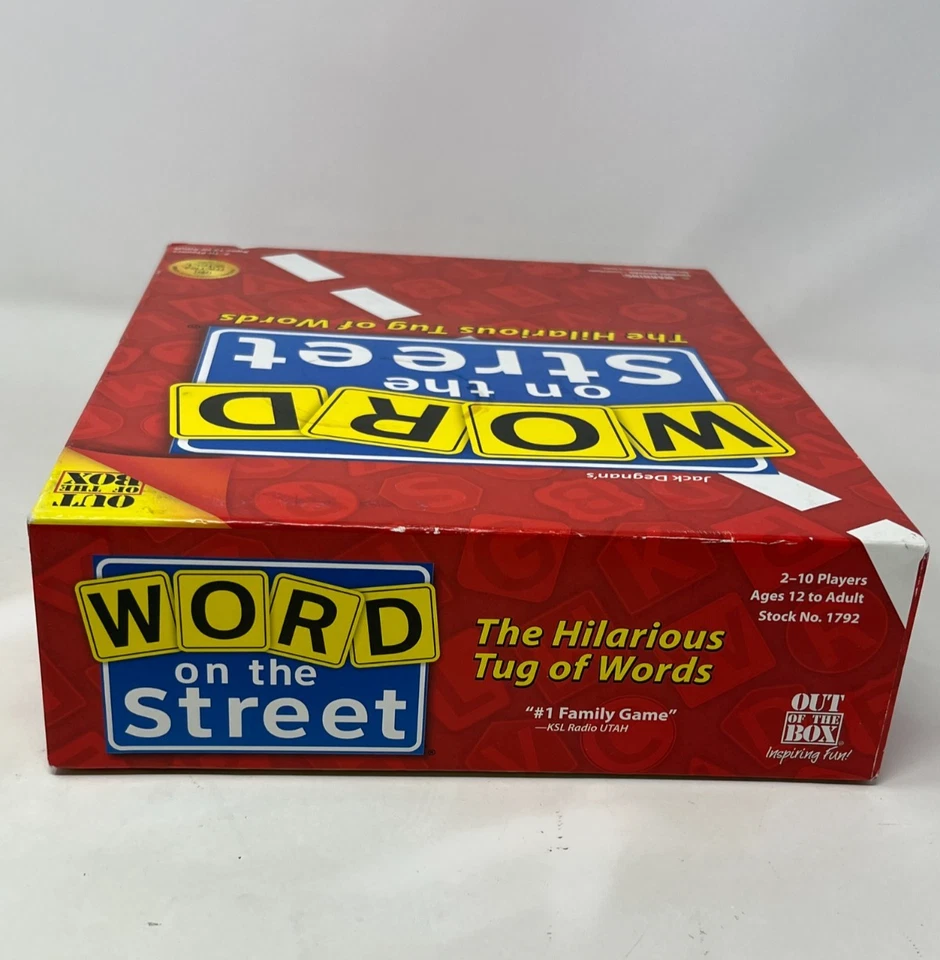 The Hilarious Tug of Words
WORD
on the
Street
Jack Degnan's
OUT
OF THE
BOX
WORD
on the
Street
The Hilarious
Tug of Words
"#1 Family Game"
—KSL Radio UTAH
2–10 Players
Ages 12 to Adult
Stock No. 1792
OUT
OF THE
BOX
Inspiring Fun!